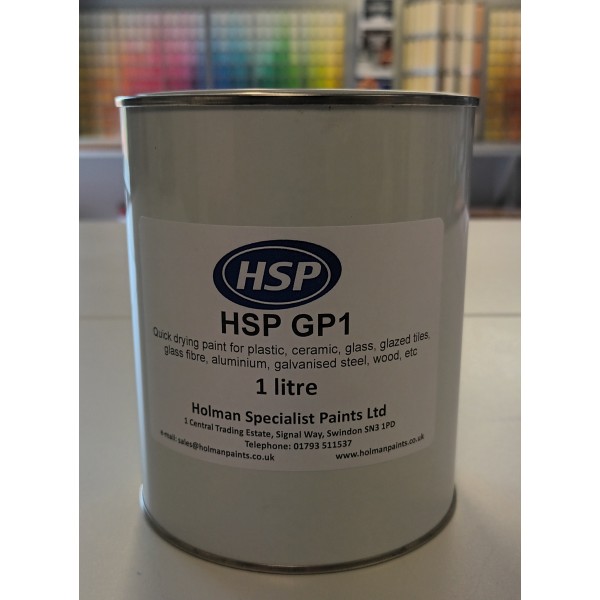 HSP
HSP GP1
Quick drying paint for plastic, ceramic, glass, glazed tiles,
glass fibre, aluminium, galvanised steel, wood, etc
1 litre
Holman Specialist Paints Ltd
1 Central Trading Estate, Signal Way, Swindon SN3 1PD
Telephone: 01793 511537
e-mail: sales@holmanpaints.co.uk www.holmanpaints.co.uk